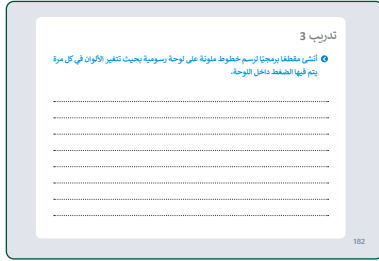 تدريب 3
أنشئ مقطعًا برمجيًا لرسم خطوط ملونة على لوحة رسومية بحيث تتغير الألوان في كل مرة
يتم فيها الضغط داخل اللوحة.
182